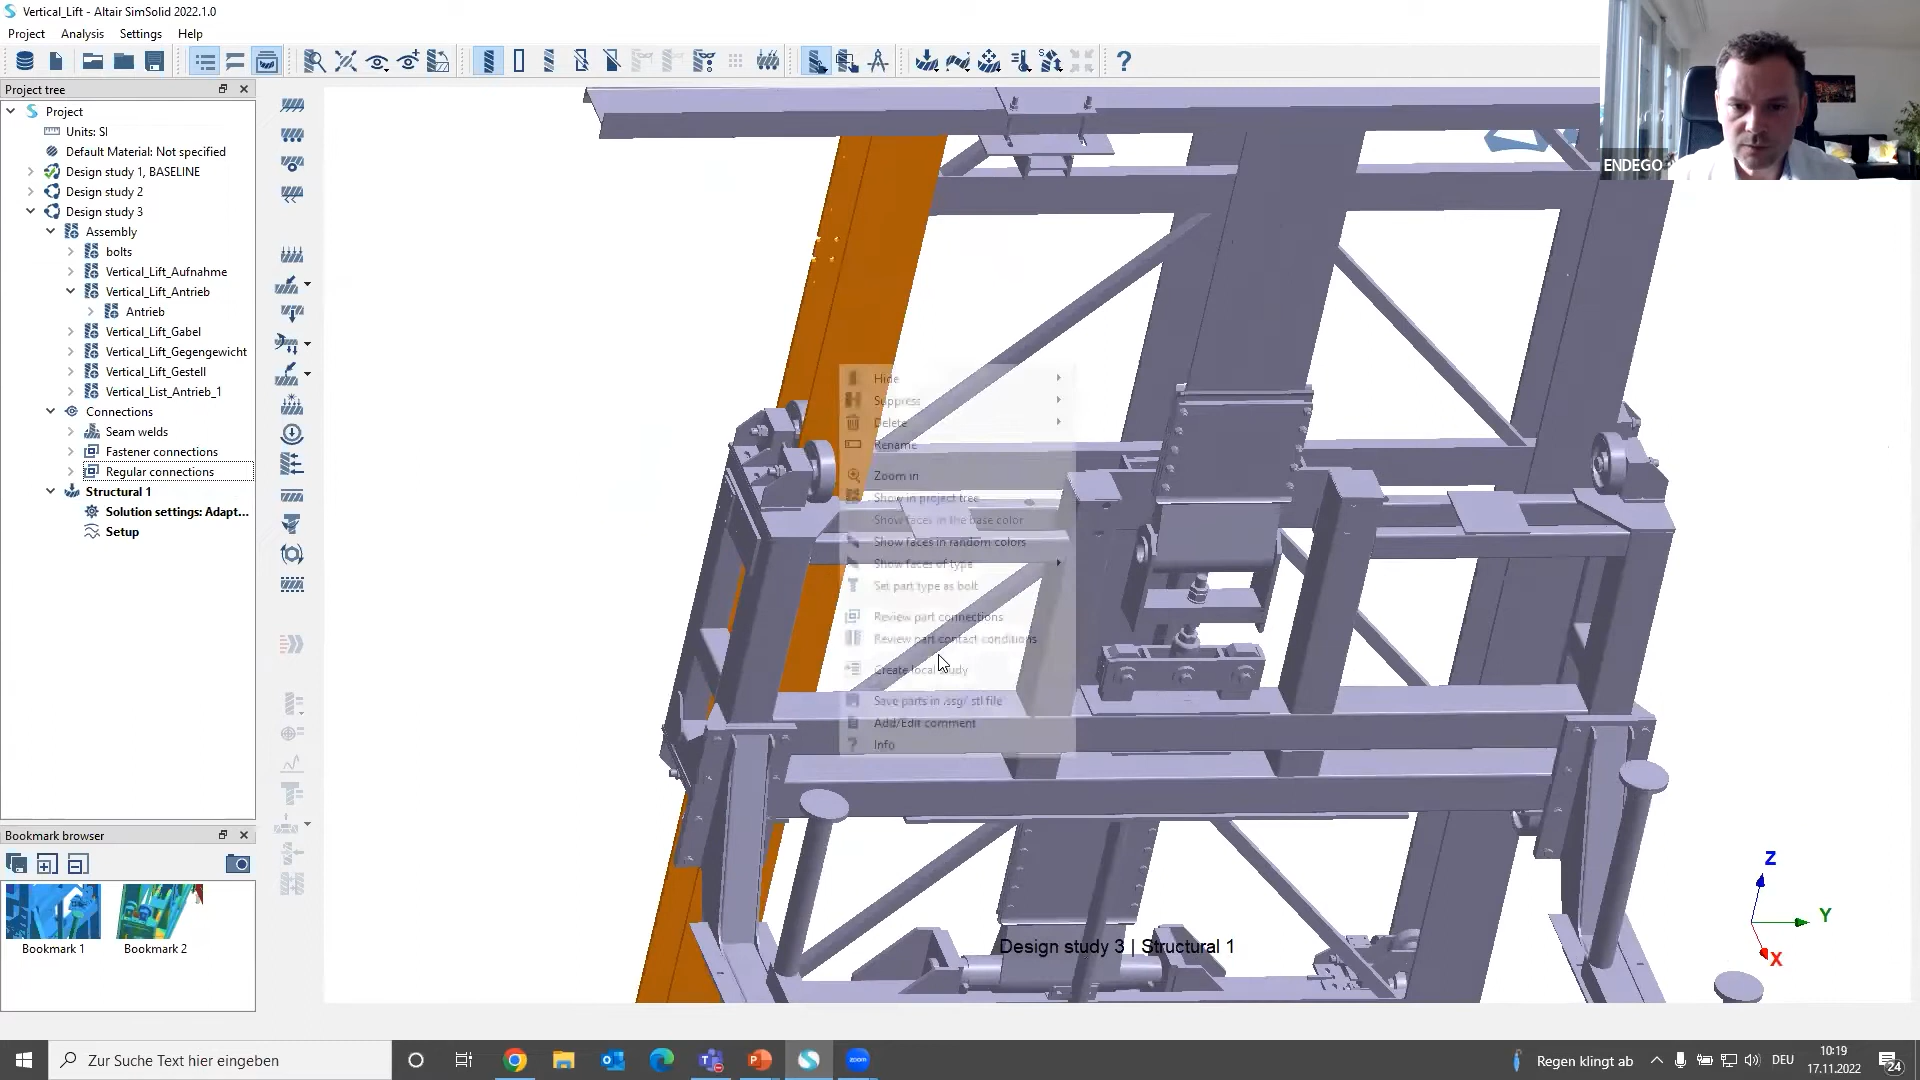 Vertical_Lift - Altair SimSolid 2022.1.0
Project Analysis Settings Help
Project tree
Project
Units: SI
Default Material: Not specified
Design study 1, BASELINE
Design study 2
Design study 3
Assembly
bolts
Vertical_Lift_Aufnahme
Vertical_Lift_Antrieb
Antrieb
Vertical_Lift_Gabel
Vertical_Lift_Gegengewicht
Vertical_Lift_Gestell
Vertical_List_Antrieb_1
Connections
Seam welds
Fastener connections
Regular connections
Structural 1
Solution settings: Adapt...
Setup
Bookmark browser
Bookmark 1
Bookmark 2
Hide
Suppress
Delete
Rename
Zoom in
Show in project tree
Show faces in the base color
Show faces in random colors
Show faces of type
Set part type as bolt
Review part connections
Review part contact conditions
Create local study
Save parts in .ssg/.stl file
Add/Edit comment
Info
ENDEGO
Z
Y
X
Design study 3 | Structural 1
Zur Suche Text hier eingeben
zoom
Regen klingt ab
DEU
10:19
17.11.2022
24